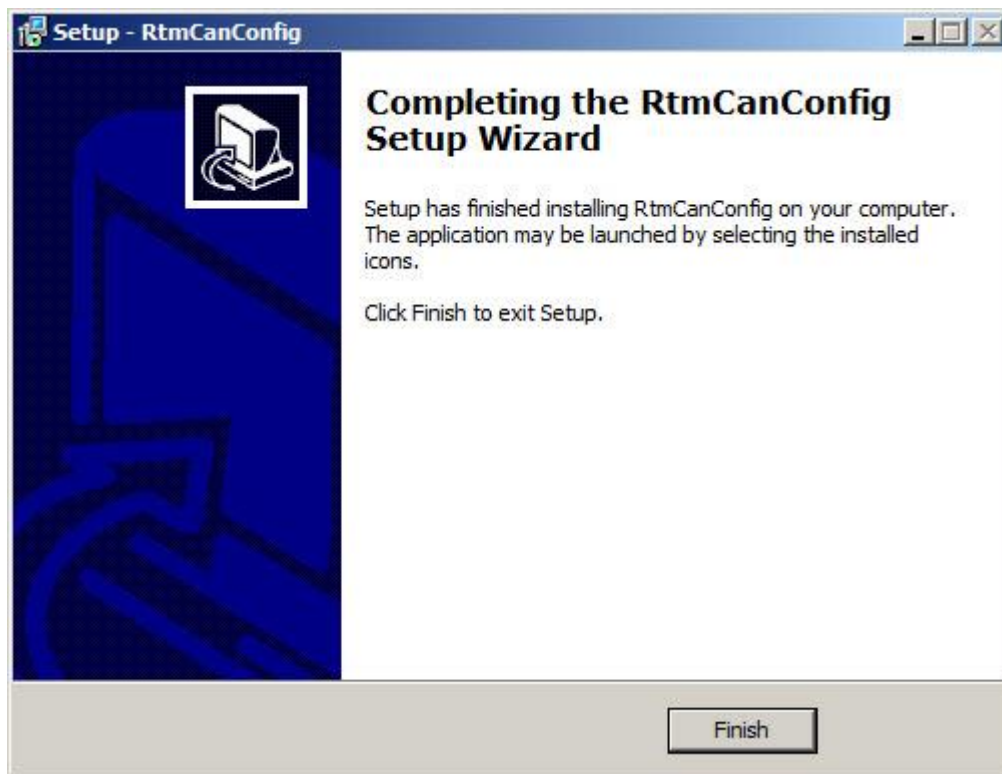 Setup - RtmCanConfig
Completing the RtmCanConfig
Setup Wizard
Setup has finished installing RtmCanConfig on your computer.
The application may be launched by selecting the installed
icons.
Click Finish to exit Setup.
Finish